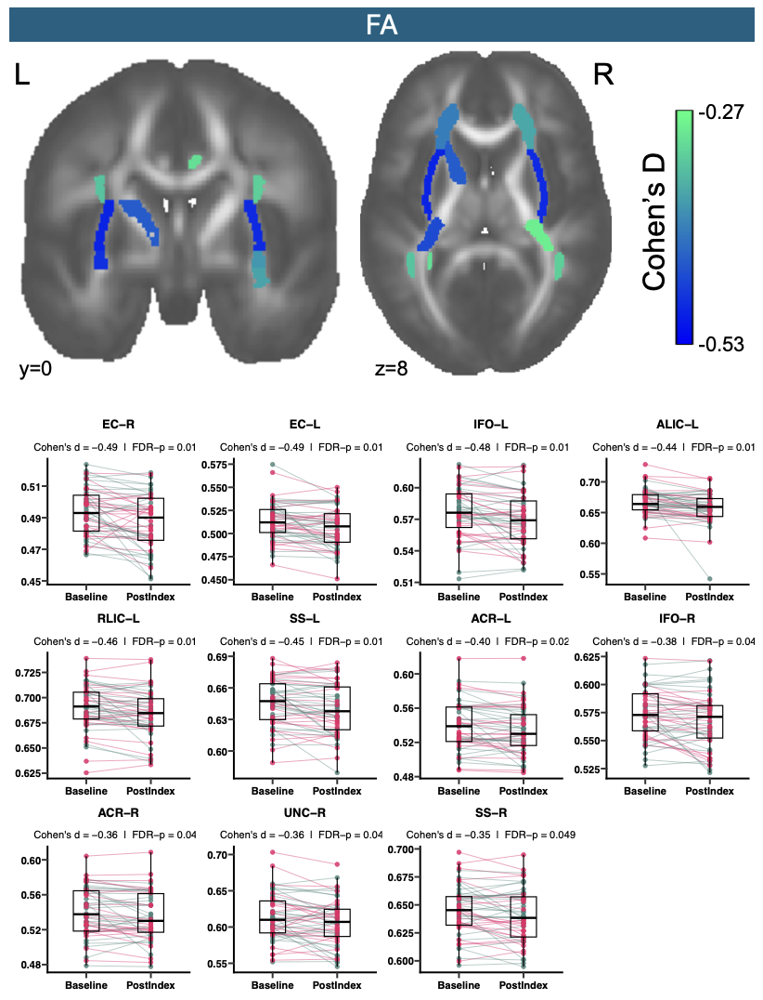 FA
L
R
-0.27
Cohen's D
-0.53
y=0
z=8
EC−R
Cohen's d = −0.49 | FDR−p = 0.01
0.51
0.49
0.47
0.45
Baseline
PostIndex
EC−L
Cohen's d = −0.49 | FDR−p = 0.01
0.575
0.550
0.525
0.500
0.475
0.450
Baseline
PostIndex
IFO−L
Cohen's d = −0.48 | FDR−p = 0.01
0.60
0.57
0.54
0.51
Baseline
PostIndex
ALIC−L
Cohen's d = −0.44 | FDR−p = 0.01
0.70
0.65
0.60
0.55
Baseline
PostIndex
RLIC−L
Cohen's d = −0.46 | FDR−p = 0.01
0.725
0.700
0.675
0.650
0.625
Baseline
PostIndex
SS−L
Cohen's d = −0.45 | FDR−p = 0.01
0.69
0.66
0.63
0.60
Baseline
PostIndex
ACR−L
Cohen's d = −0.40 | FDR−p = 0.02
0.60
0.56
0.52
0.48
Baseline
PostIndex
IFO−R
Cohen's d = −0.38 | FDR−p = 0.04
0.625
0.600
0.575
0.550
0.525
Baseline
PostIndex
ACR−R
Cohen's d = −0.36 | FDR−p = 0.04
0.60
0.56
0.52
0.48
Baseline
PostIndex
UNC−R
Cohen's d = −0.36 | FDR−p = 0.04
0.70
0.65
0.60
0.55
Baseline
PostIndex
SS−R
Cohen's d = −0.35 | FDR−p = 0.049
0.700
0.675
0.650
0.625
0.600
Baseline
PostIndex